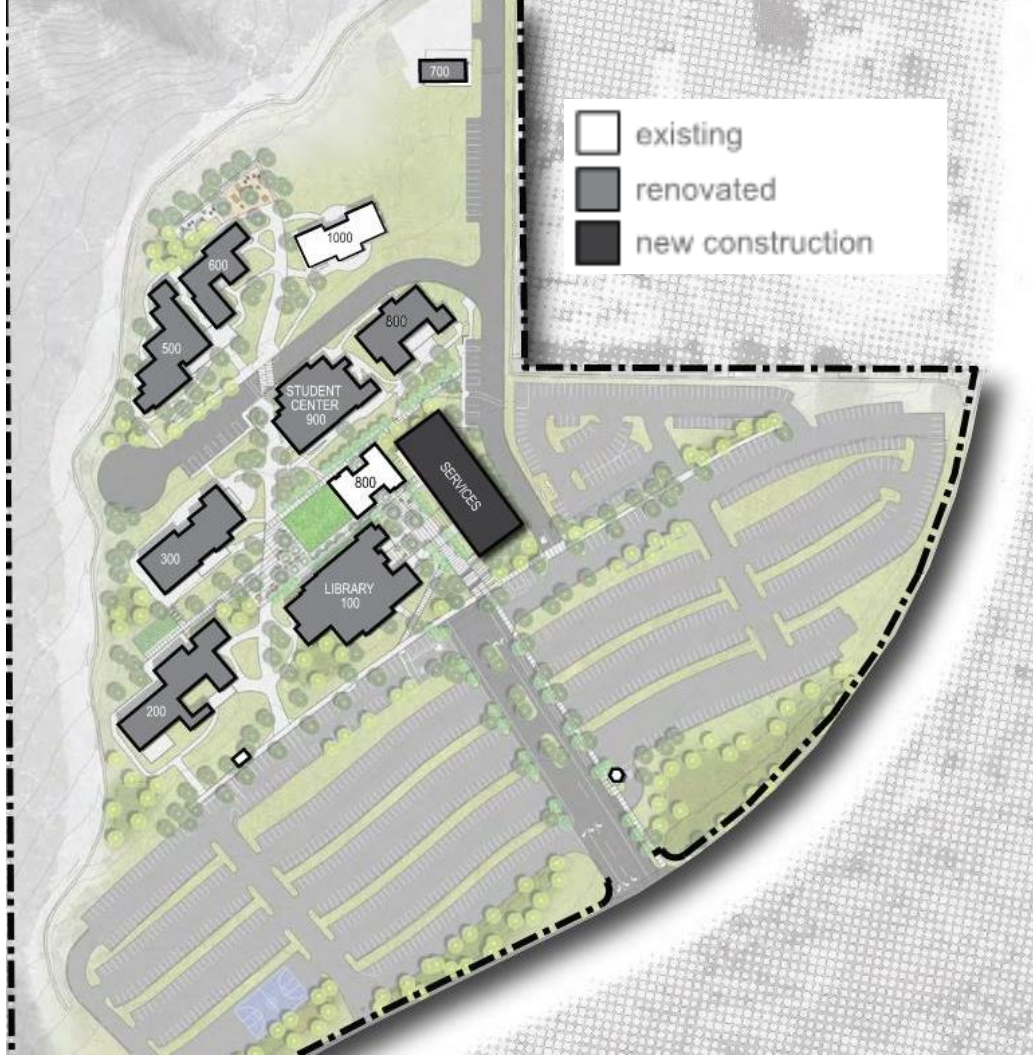 700
existing
renovated
new construction
1000
600
800
500
STUDENT
CENTER
900
SERVICES
800
300
LIBRARY
100
200